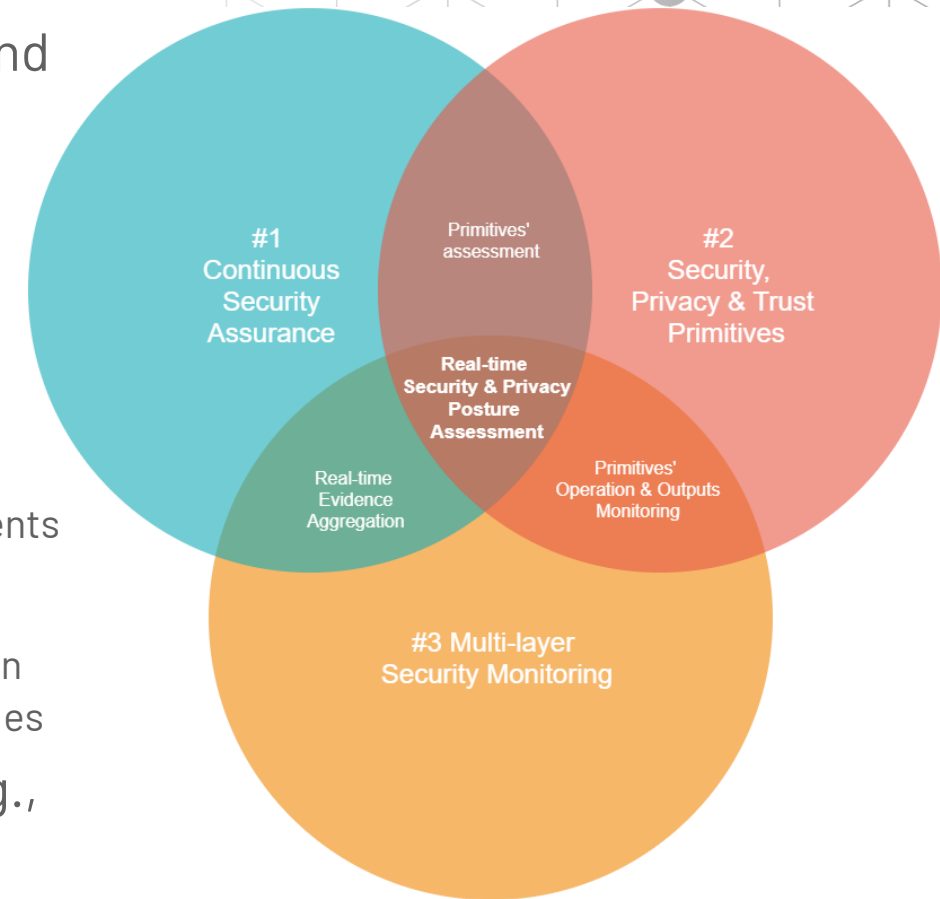 nd
ents
n
es
g.,
#1
Continuous
Security
Assurance
Primitives'
assessment
#2
Security,
Privacy & Trust
Primitives
Real-time
Security & Privacy
Posture
Assessment
Real-time
Evidence
Aggregation
Primitives'
Operation & Outputs
Monitoring
#3 Multi-layer
Security Monitoring